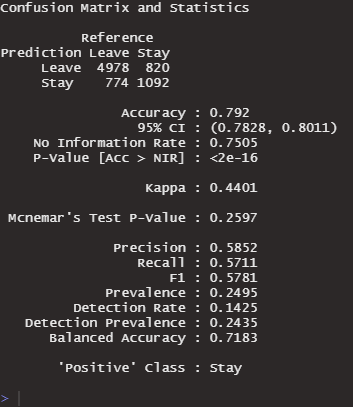 Confusion Matrix and Statistics
Reference
Prediction Leave Stay
Leave 4978 820
Stay 774 1092
Accuracy : 0.792
95% CI : (0.7828, 0.8011)
No Information Rate : 0.7505
P-Value [Acc > NIR] : <2e-16
Kappa : 0.4401
Mcnemar's Test P-Value : 0.2597
Precision : 0.5852
Recall : 0.5711
F1 : 0.5781
Prevalence : 0.2495
Detection Rate : 0.1425
Detection Prevalence : 0.2435
Balanced Accuracy : 0.7183
'Positive' Class : Stay
>